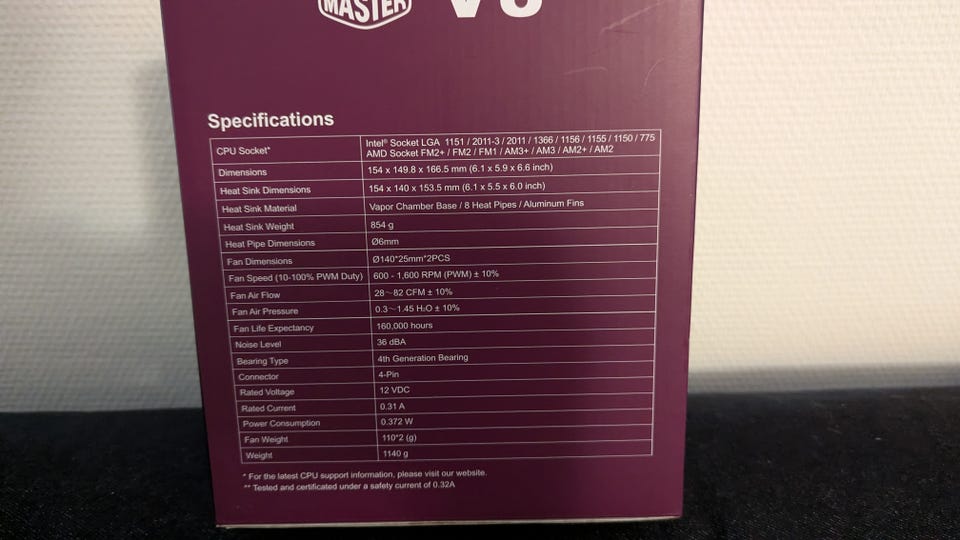 MASTER V8
Specifications
CPU Socket* Intel® Socket LGA 1151 / 2011-3 / 2011 / 1366 / 1156 / 1155 / 1150 / 775
AMD Socket FM2+ / FM2 / FM1 / AM3+ / AM3 / AM2+ / AM2
Dimensions 154 x 149.8 x 166.5 mm (6.1 x 5.9 x 6.6 inch)
Heat Sink Dimensions 154 x 140 x 153.5 mm (6.1 x 5.5 x 6.0 inch)
Heat Sink Material Vapor Chamber Base / 8 Heat Pipes / Aluminum Fins
Heat Sink Weight 854 g
Heat Pipe Dimensions Ø6mm
Fan Dimensions Ø140*25mm*2PCS
Fan Speed (10-100% PWM Duty) 600 - 1,600 RPM (PWM) ± 10%
Fan Air Flow 28~82 CFM ± 10%
Fan Air Pressure 0.3~1.45 H₂O ± 10%
Fan Life Expectancy 160,000 hours
Noise Level 36 dBA
Bearing Type 4th Generation Bearing
Connector 4-Pin
Rated Voltage 12 VDC
Rated Current 0.31 A
Power Consumption 0.372 W
Fan Weight 110*2 (g)
Weight 1140 g
* For the latest CPU support information, please visit our website.
** Tested and certificated under a safety current of 0.32A